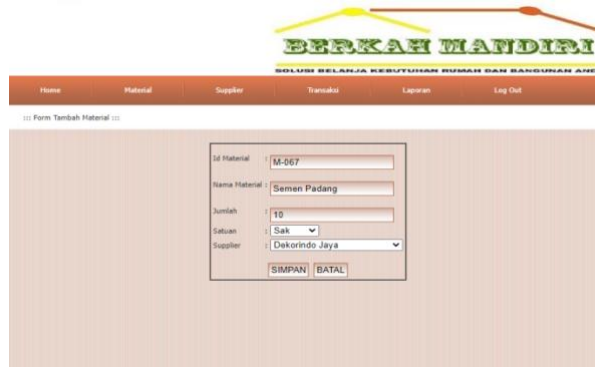 BERKAH MANDIRI
SOLUSI BELANJA KEBUTUHAN RUMAH DAN BANGUNAN AND
Home Material Supplier Transaksi Laporan Log Out
::: Form Tambah Material :::
Id Material : M-067
Nama Material : Semen Padang
Jumlah : 10
Satuan : Sak
Supplier : Dekorindo Jaya
SIMPAN BATAL